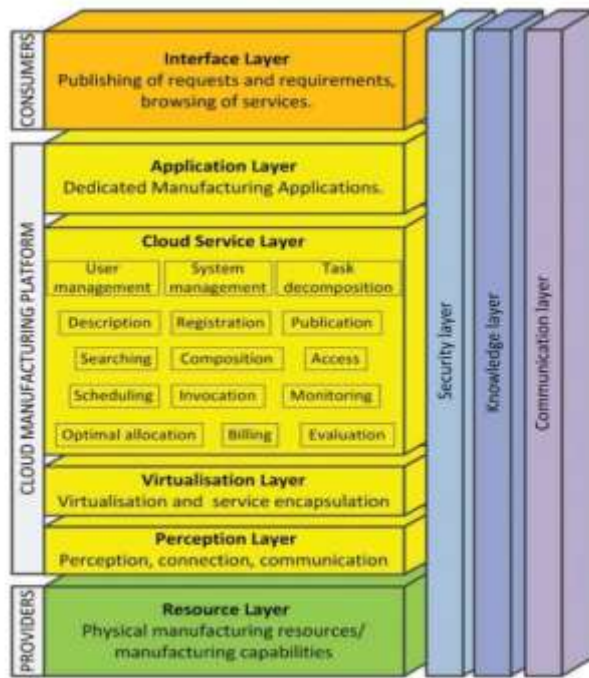 CONSUMERS
Interface Layer
Publishing of requests and requirements,
browsing of services.
CLOUD MANUFACTURING PLATFORM
Application Layer
Dedicated Manufacturing Applications.
Cloud Service Layer
User
management
System
management
Task
decomposition
Description
Registration
Publication
Searching
Composition
Access
Scheduling
Invocation
Monitoring
Optimal allocation
Billing
Evaluation
Virtualisation Layer
Virtualisation and service encapsulation
Perception Layer
Perception, connection, communication
PROVIDERS
Resource Layer
Physical manufacturing resources/
manufacturing capabilities
Security layer
Knowledge layer
Communication layer